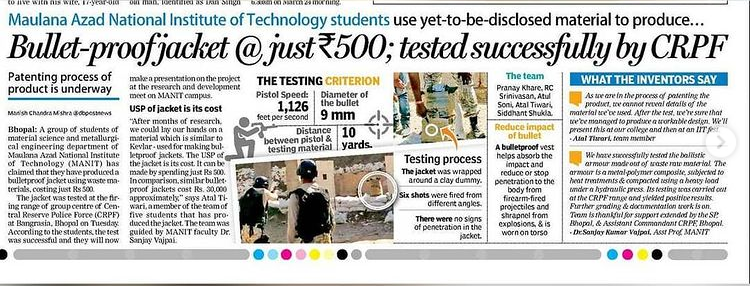 to live with his wife, 17-year-old
out man, identified as Dan Singh
6.30am on March 24 morning.
Maulana Azad National Institute of Technology students use yet-to-be-disclosed material to produce...
Bullet-proof jacket @ just ₹500; tested successfully by CRPF
Patenting process of
product is underway
Manish Chandra Mishra @dbpostnews
Bhopal: A group of students of
material science and metallurgical engineering department of
Maulana Azad National Institute
of Technology (MANIT) has
claimed that they have produced a
bulletproof jacket using waste materials, costing just Rs 500.
The jacket was tested at the firing range of group centre of Central Reserve Police Force (CRPF)
at Bangrasia, Bhopal on Tuesday.
According to the students, the test
was successful and they will now
make a presentation on the project
at the research and development
meet on MANIT campus.
USP of jacket is its cost
"After months of research,
we could lay our hands on a
material which is similar to
Kevlar - used for making bulletproof jackets. The USP of
the jacket is its cost. It can be
made by spending just Rs 500.
In comparison, similar bulletproof jackets cost Rs. 30,000
approximately," says Atal Tiwari, a member of the team of
five students that has produced the jacket. The team was
guided by MANIT faculty Dr.
Sanjay Vajpai.
THE TESTING CRITERION
Pistol Speed:
1,126
feet per second
Diameter of
the bullet
9 mm
Distance
between pistol &
testing material
10
yards.
Testing process
The jacket was wrapped
around a clay dummy.
Six shots were fired from
different angles.
There were no signs
of penetration in the
jacket.
The team
Pranay Khare, RC
Srinivasan, Atul
Soni, Atal Tiwari,
Siddhant Shukla.
Reduce impact
of bullet
A bulletproof vest
helps absorb the
impact and
reduce or stop
penetration to the
body from
firearm-fired
projectiles and
shrapnel from
explosions, & is
worn on torso
WHAT THE INVENTORS SAY
As we are in the process of patenting the
product, we cannot reveal details of the
material we've used. After the test, we're sure that
we've managed to produce a workable design. We'll
present this at our college and then at an IIT fest
- Atal Tiwari, team member
We have successfully tested the ballistic
armour made out of waste raw material. The
armour is a metal-polymer composite, subjected to
heat treatments & compacted using a heavy load
under a hydraulic press. Its testing was carried out
at the CRPF range and yielded positive results.
Further grading & documentation work is on.
Team is thankful for support extended by the SP,
Bhopal, & Assistant Commandant CRPF, Bhopal.
- Dr. Sanjay Kumar Vajpai, Asst Prof, MANIT